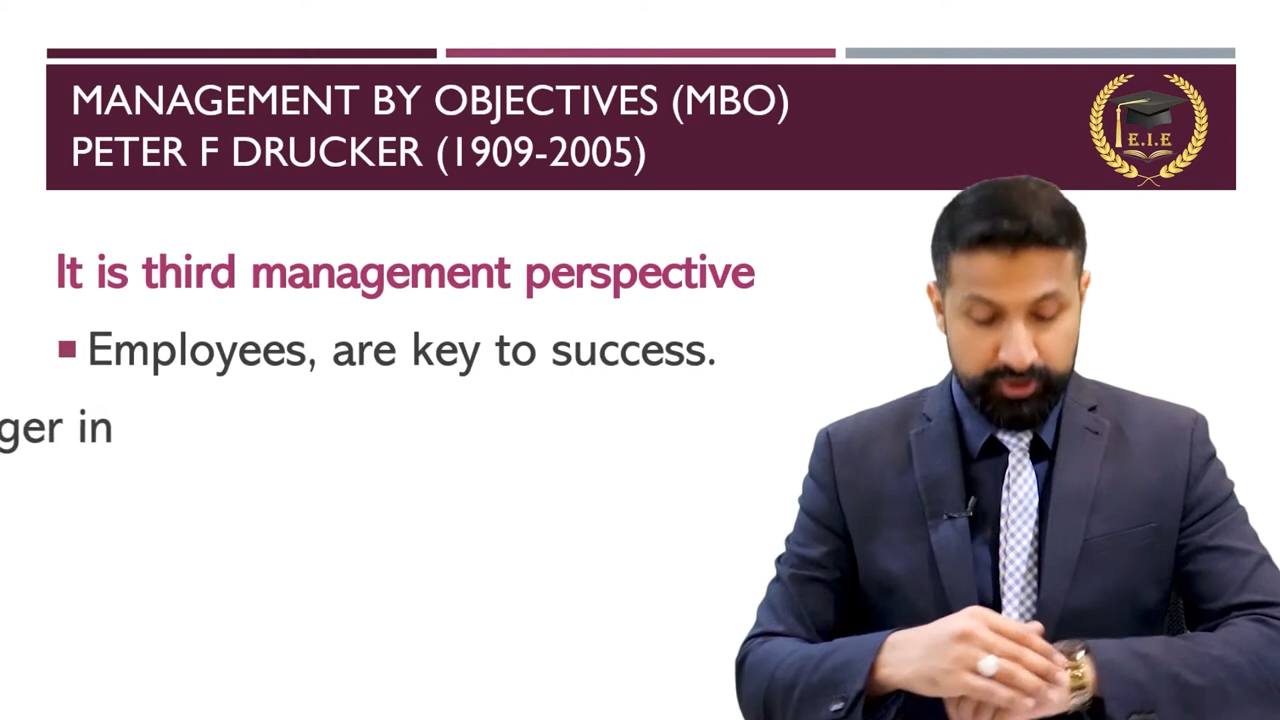 MANAGEMENT BY OBJECTIVES (MBO)
PETER F DRUCKER (1909-2005)
E.I.E
It is third management perspective
Employees, are key to success.
in